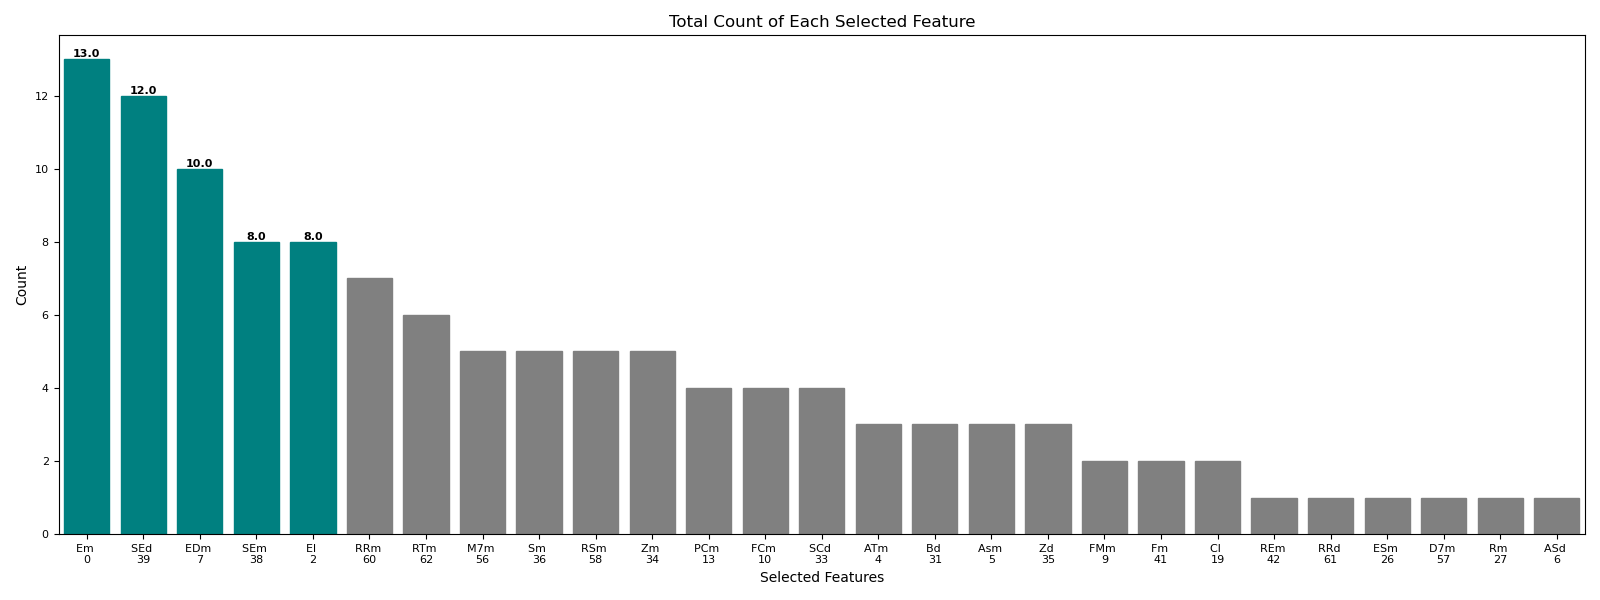 Total Count of Each Selected Feature
13.0
12.0
10.0
8.0
8.0
12
10
8
6
4
2
0
Count
Em SEd EDm SEm El RRm RTm M7m Sm RSm Zm PCm FCm SCd ATm Bd Asm Zd FMm Fm Cl REm RRd ESm D7m Rm ASd
0 39 7 38 2 60 62 56 36 58 34 13 10 33 4 31 5 35 9 41 19 42 61 26 57 27 6
Selected Features